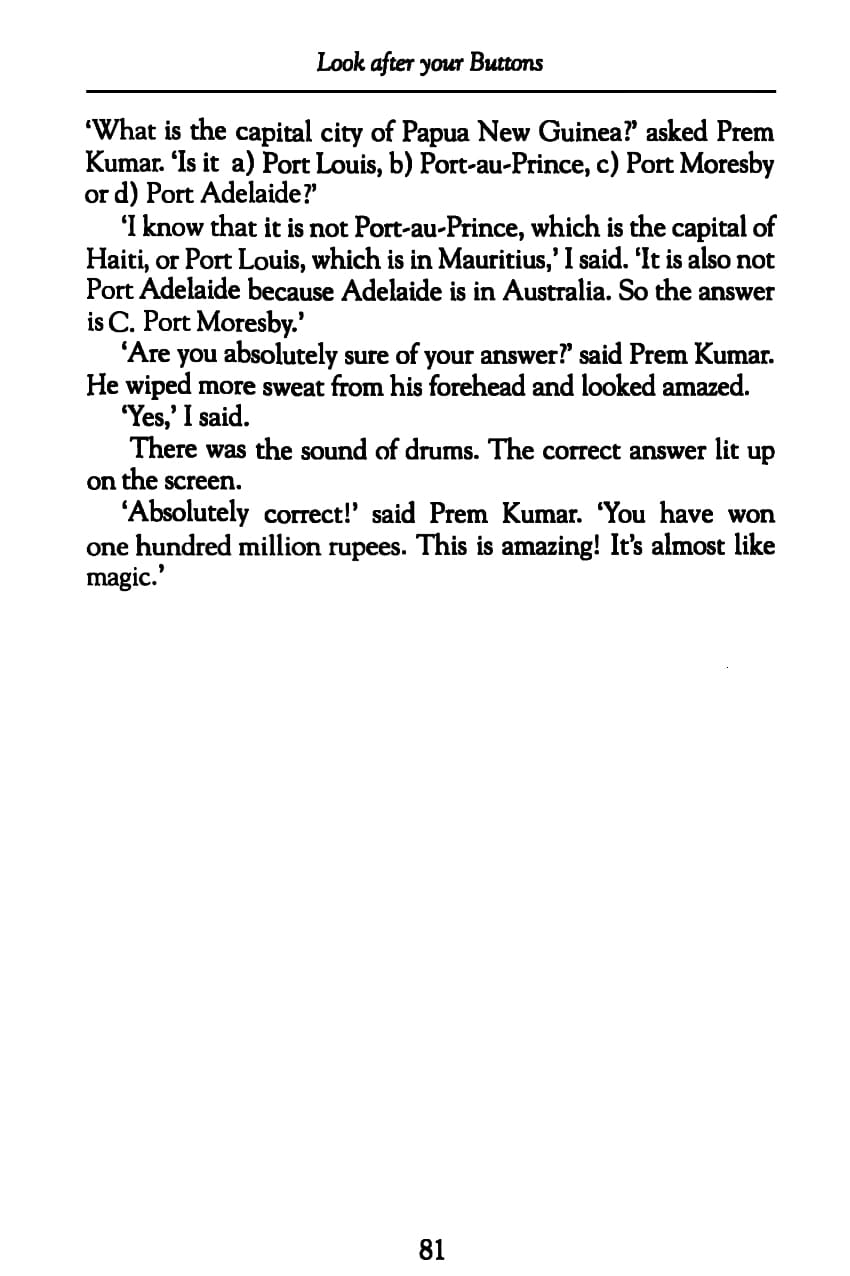 Look after your Buttons
‘What is the capital city of Papua New Guinea?’ asked Prem
Kumar. ‘Is it a) Port Louis, b) Port-au-Prince, c) Port Moresby
or d) Port Adelaide?’
‘I know that it is not Port-au-Prince, which is the capital of
Haiti, or Port Louis, which is in Mauritius,’ I said. ‘It is also not
Port Adelaide because Adelaide is in Australia. So the answer
is C. Port Moresby.’
‘Are you absolutely sure of your answer?’ said Prem Kumar.
He wiped more sweat from his forehead and looked amazed.
‘Yes,’ I said.
There was the sound of drums. The correct answer lit up
on the screen.
‘Absolutely correct!’ said Prem Kumar. ‘You have won
one hundred million rupees. This is amazing! It’s almost like
magic.’
81